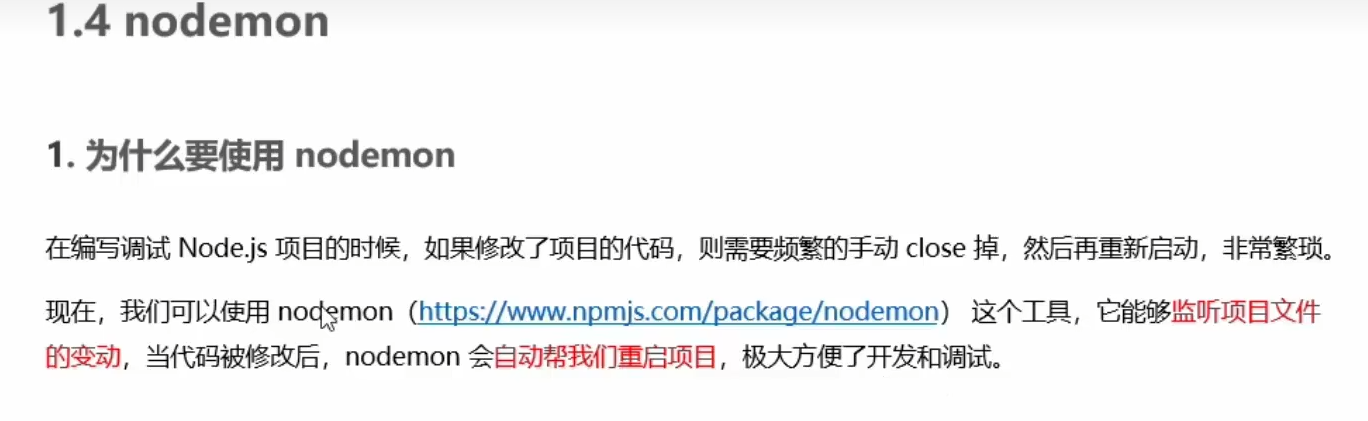 1.4 nodemon
1. 为什么要使用 nodemon
在编写调试 Node.js 项目的时候，如果修改了项目的代码，则需要频繁的手动 close 掉，然后再重新启动，非常繁琐。
现在，我们可以使用 nodemon（https://www.npmjs.com/package/nodemon） 这个工具，它能够监听项目文件
的变动，当代码被修改后，nodemon 会自动帮我们重启项目，极大方便了开发和调试。